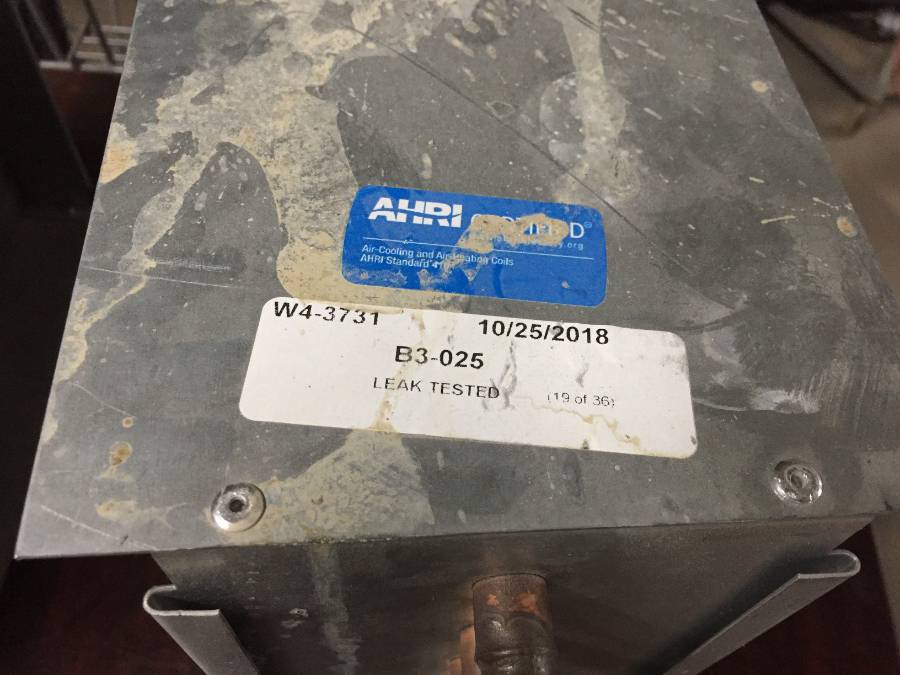 AHRI
Air-Cooling and Air-Heating Coils
AHRI Standard
W4-3731 10/25/2018
B3-025
LEAK TESTED (19 of 36)